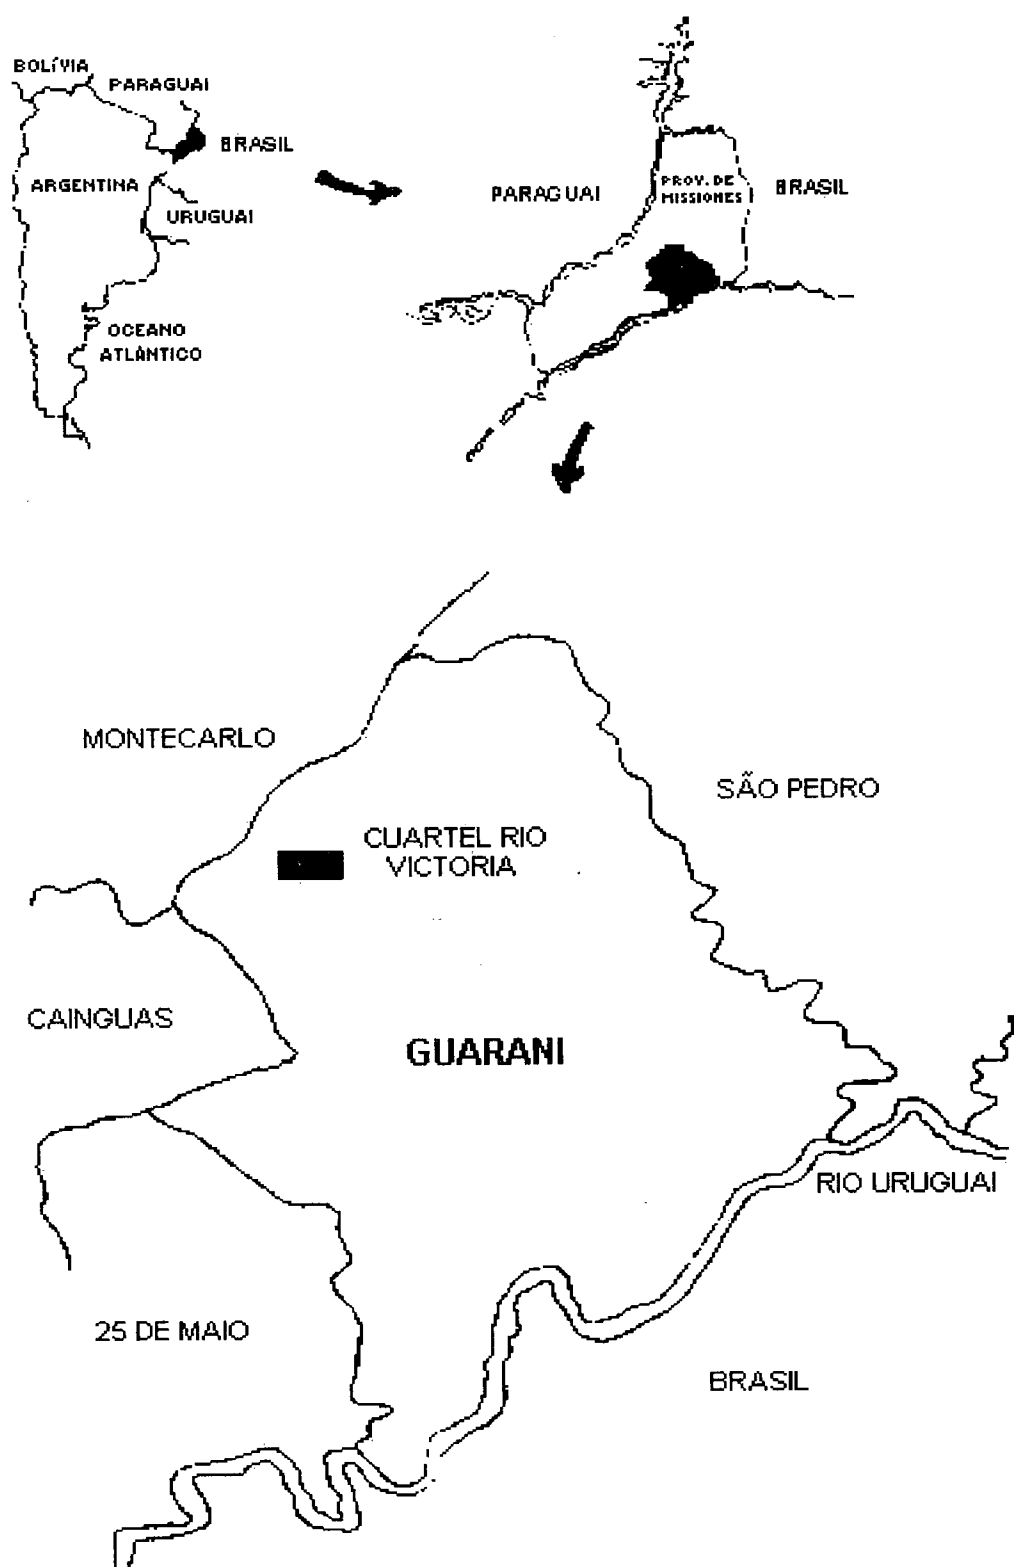 BOLÍVIA
PARAGUAI
BRASIL
ARGENTINA
URUGUAI
OCEANO
ATLÂNTICO
PARAGUAI
PROV. DE
MISSIONES
BRASIL
MONTECARLO
SÃO PEDRO
CUARTEL RIO
VICTORIA
CAINGUAS
GUARANI
RIO URUGUAI
25 DE MAIO
BRASIL